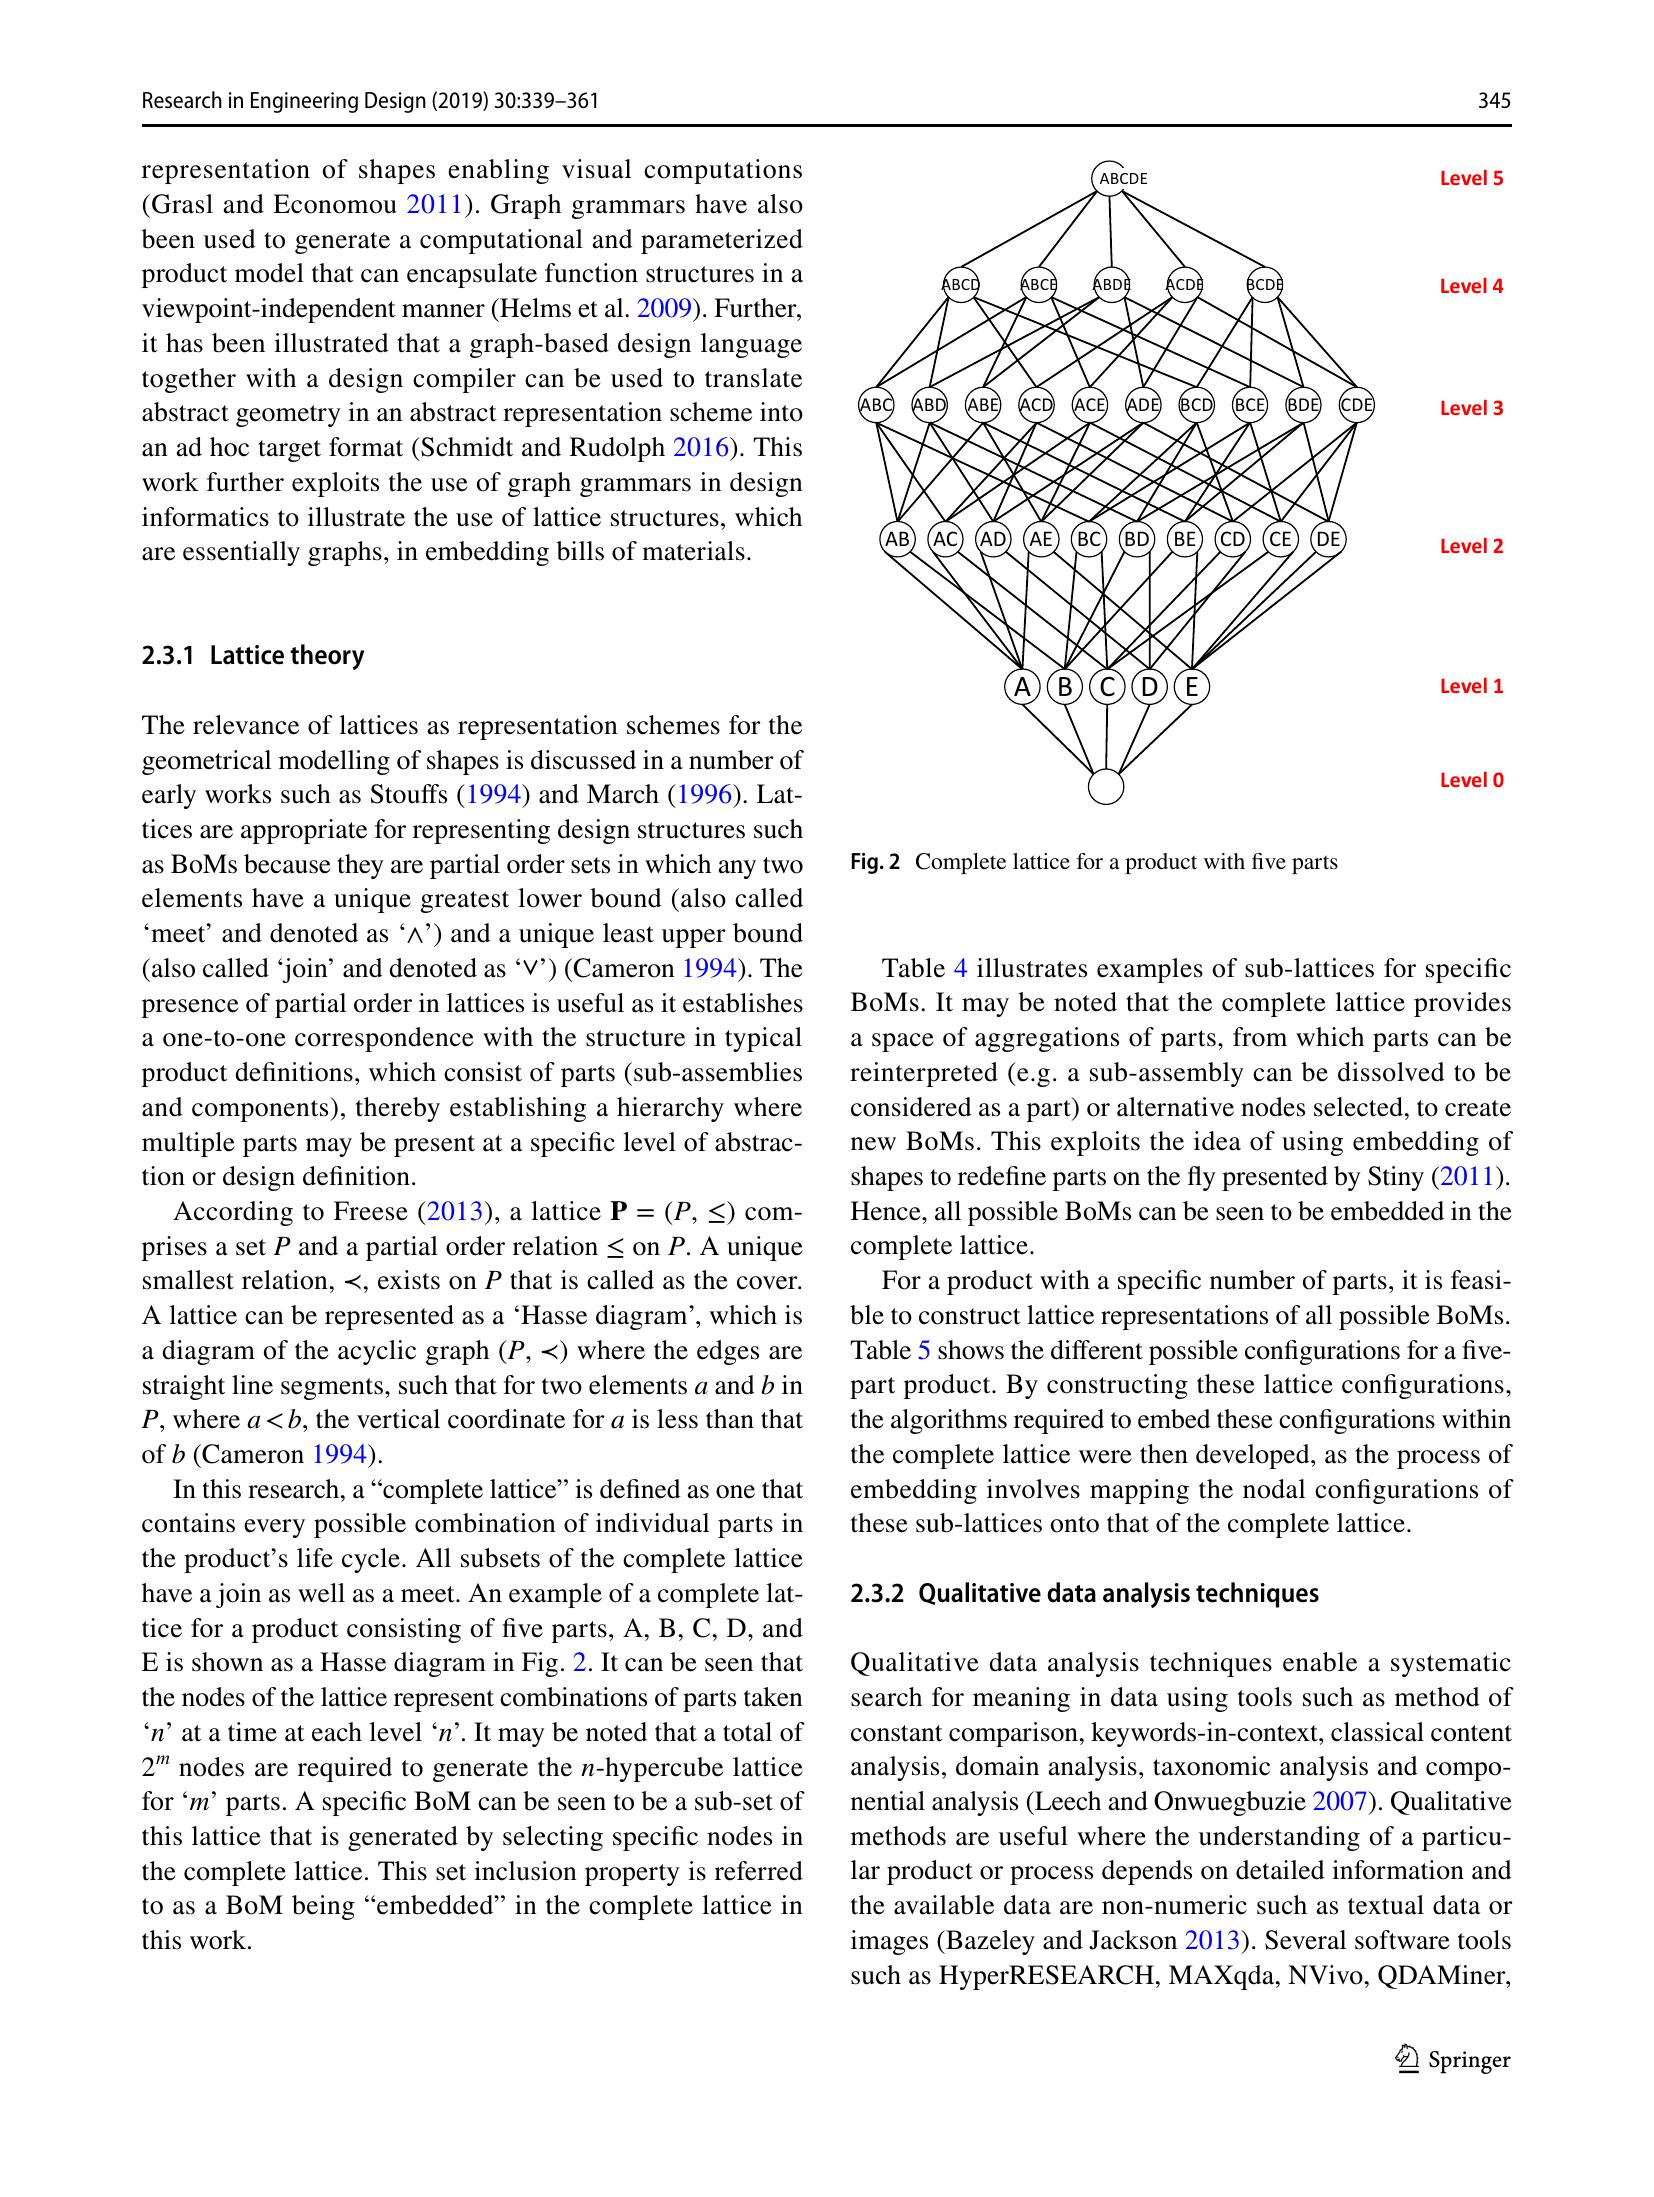 Research in Engineering Design (2019) 30:339–361
345
representation of shapes enabling visual computations
(Grasl and Economou 2011). Graph grammars have also
been used to generate a computational and parameterized
product model that can encapsulate function structures in a
viewpoint-independent manner (Helms et al. 2009). Further,
it has been illustrated that a graph-based design language
together with a design compiler can be used to translate
abstract geometry in an abstract representation scheme into
an ad hoc target format (Schmidt and Rudolph 2016). This
work further exploits the use of graph grammars in design
informatics to illustrate the use of lattice structures, which
are essentially graphs, in embedding bills of materials.
2.3.1 Lattice theory
The relevance of lattices as representation schemes for the
geometrical modelling of shapes is discussed in a number of
early works such as Stouffs (1994) and March (1996). Lat-
tices are appropriate for representing design structures such
as BoMs because they are partial order sets in which any two
elements have a unique greatest lower bound (also called
‘meet’ and denoted as ‘∧’) and a unique least upper bound
(also called ‘join’ and denoted as ‘∨’) (Cameron 1994). The
presence of partial order in lattices is useful as it establishes
a one-to-one correspondence with the structure in typical
product definitions, which consist of parts (sub-assemblies
and components), thereby establishing a hierarchy where
multiple parts may be present at a specific level of abstrac-
tion or design definition.
According to Freese (2013), a lattice P = (P, ≤) com-
prises a set P and a partial order relation ≤ on P. A unique
smallest relation, ≺, exists on P that is called as the cover.
A lattice can be represented as a ‘Hasse diagram’, which is
a diagram of the acyclic graph (P, ≺) where the edges are
straight line segments, such that for two elements a and b in
P, where a < b, the vertical coordinate for a is less than that
of b (Cameron 1994).
In this research, a “complete lattice” is defined as one that
contains every possible combination of individual parts in
the product’s life cycle. All subsets of the complete lattice
have a join as well as a meet. An example of a complete lat-
tice for a product consisting of five parts, A, B, C, D, and
E is shown as a Hasse diagram in Fig. 2. It can be seen that
the nodes of the lattice represent combinations of parts taken
‘n’ at a time at each level ‘n’. It may be noted that a total of
2^m nodes are required to generate the n-hypercube lattice
for ‘m’ parts. A specific BoM can be seen to be a sub-set of
this lattice that is generated by selecting specific nodes in
the complete lattice. This set inclusion property is referred
to as a BoM being “embedded” in the complete lattice in
this work.
ABCDE Level 5
ABCD ABCE ABDE ACDE BCDE Level 4
ABC ABD ABE ACD ACE ADE BCD BCE BDE CDE Level 3
AB AC AD AE BC BD BE CD CE DE Level 2
A B C D E Level 1
Level 0
Fig. 2 Complete lattice for a product with five parts
Table 4 illustrates examples of sub-lattices for specific
BoMs. It may be noted that the complete lattice provides
a space of aggregations of parts, from which parts can be
reinterpreted (e.g. a sub-assembly can be dissolved to be
considered as a part) or alternative nodes selected, to create
new BoMs. This exploits the idea of using embedding of
shapes to redefine parts on the fly presented by Stiny (2011).
Hence, all possible BoMs can be seen to be embedded in the
complete lattice.
For a product with a specific number of parts, it is feasi-
ble to construct lattice representations of all possible BoMs.
Table 5 shows the different possible configurations for a five-
part product. By constructing these lattice configurations,
the algorithms required to embed these configurations within
the complete lattice were then developed, as the process of
embedding involves mapping the nodal configurations of
these sub-lattices onto that of the complete lattice.
2.3.2 Qualitative data analysis techniques
Qualitative data analysis techniques enable a systematic
search for meaning in data using tools such as method of
constant comparison, keywords-in-context, classical content
analysis, domain analysis, taxonomic analysis and compo-
nential analysis (Leech and Onwuegbuzie 2007). Qualitative
methods are useful where the understanding of a particu-
lar product or process depends on detailed information and
the available data are non-numeric such as textual data or
images (Bazeley and Jackson 2013). Several software tools
such as HyperRESEARCH, MAXqda, NVivo, QDAMiner,
Springer